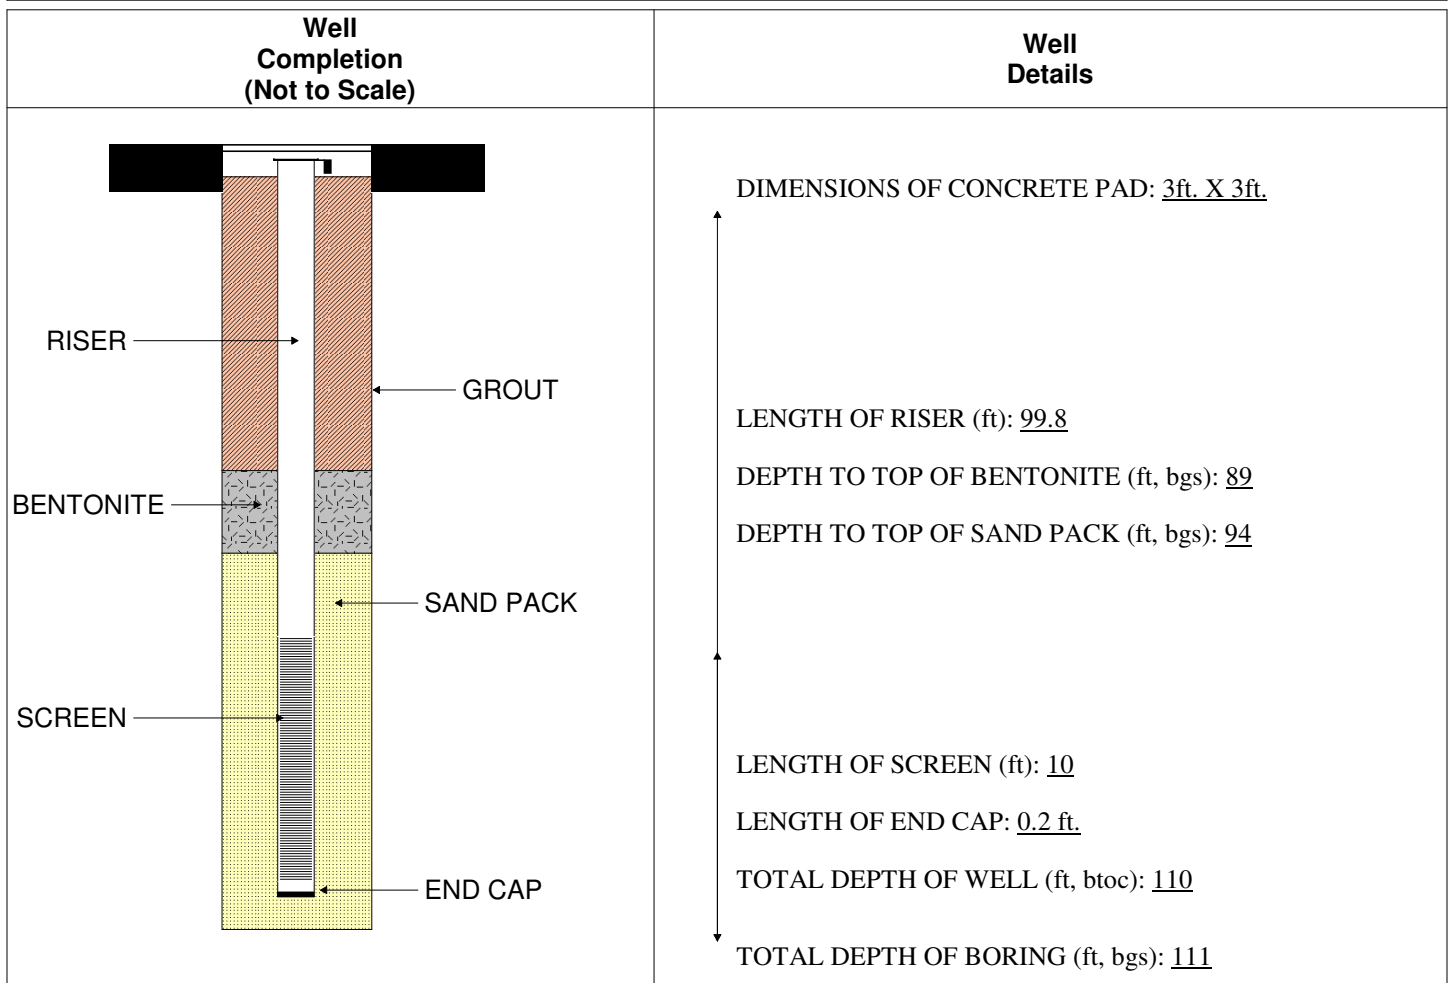 Well
Completion
(Not to Scale)
Well
Details
RISER
GROUT
BENTONITE
SAND PACK
SCREEN
END CAP
DIMENSIONS OF CONCRETE PAD: 3ft. X 3ft.
LENGTH OF RISER (ft): 99.8
DEPTH TO TOP OF BENTONITE (ft, bgs): 89
DEPTH TO TOP OF SAND PACK (ft, bgs): 94
LENGTH OF SCREEN (ft): 10
LENGTH OF END CAP: 0.2 ft.
TOTAL DEPTH OF WELL (ft, btoc): 110
TOTAL DEPTH OF BORING (ft, bgs): 111